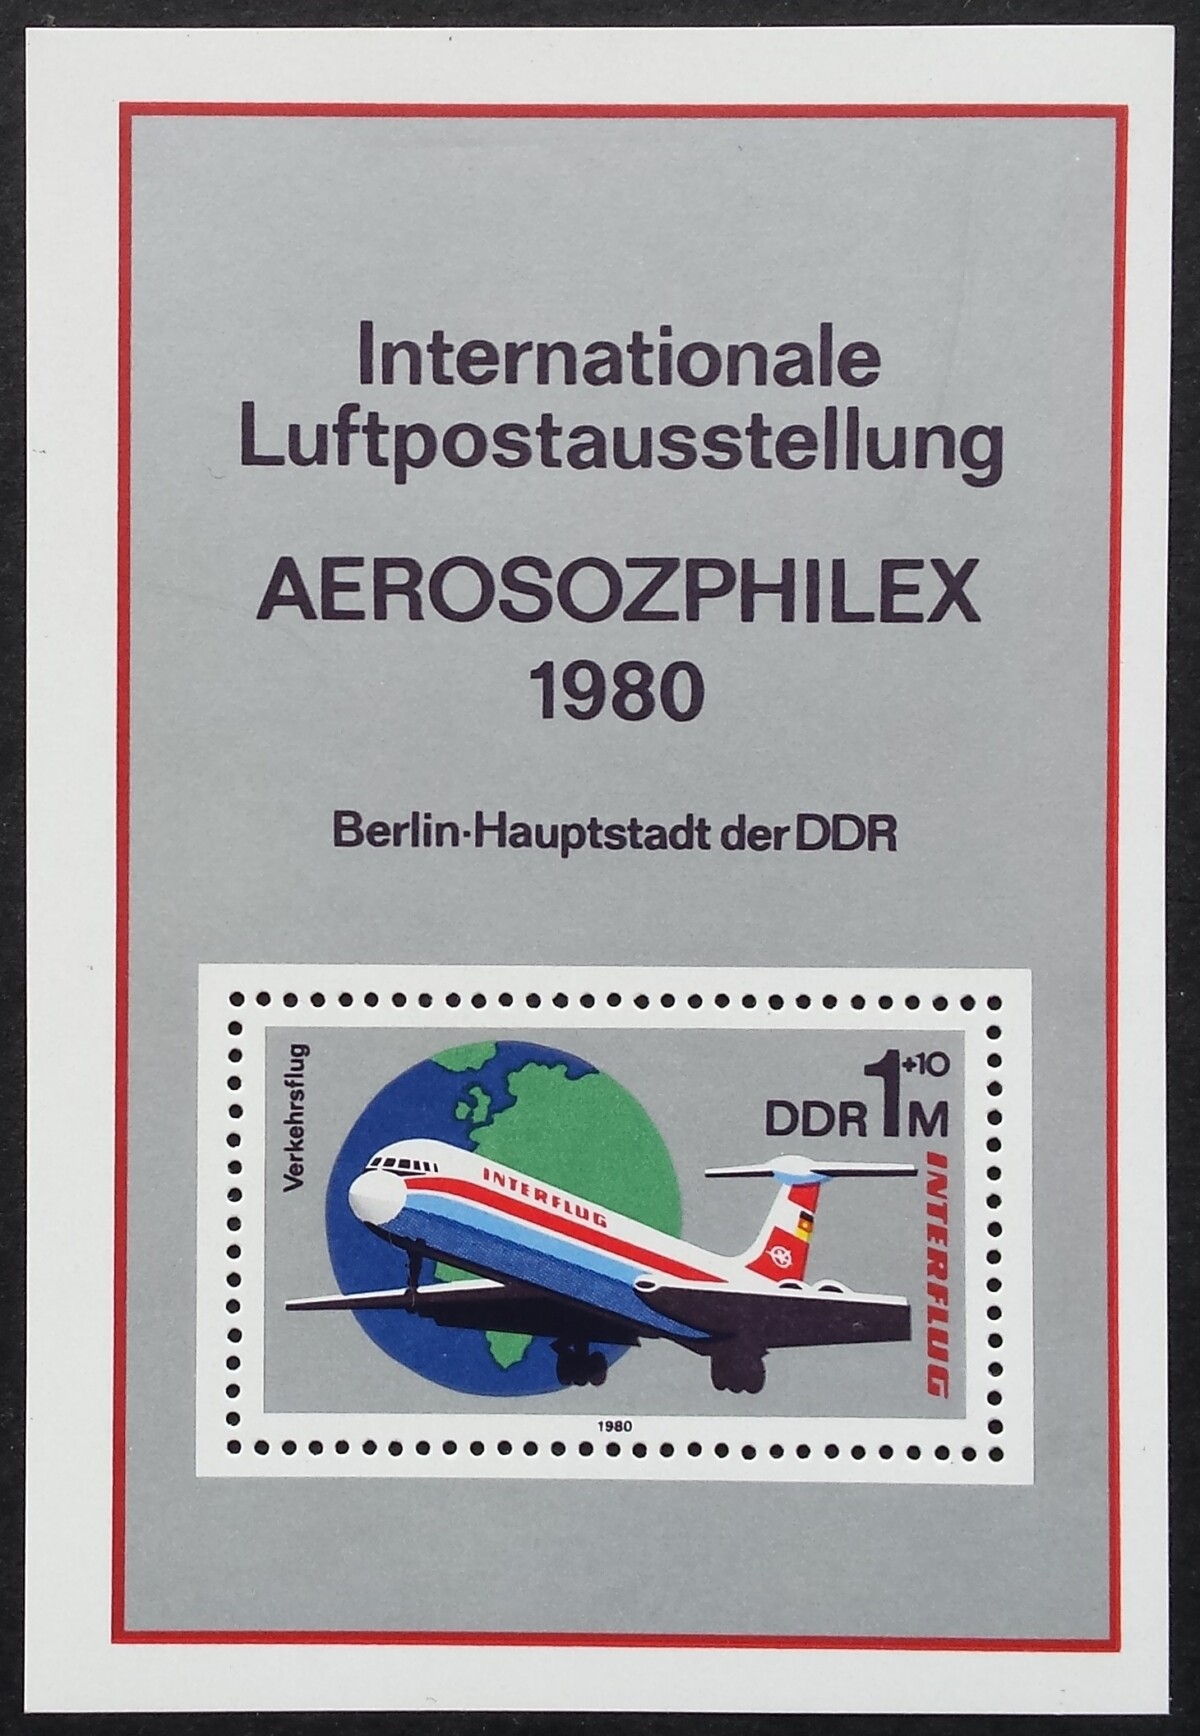 Internationale
Luftpostausstellung
AEROSOZPHILEX
1980
Berlin·Hauptstadt der DDR
Verkehrsflug
DDR 1 +10 M
INTERFLUG
INTERFLUG
1980